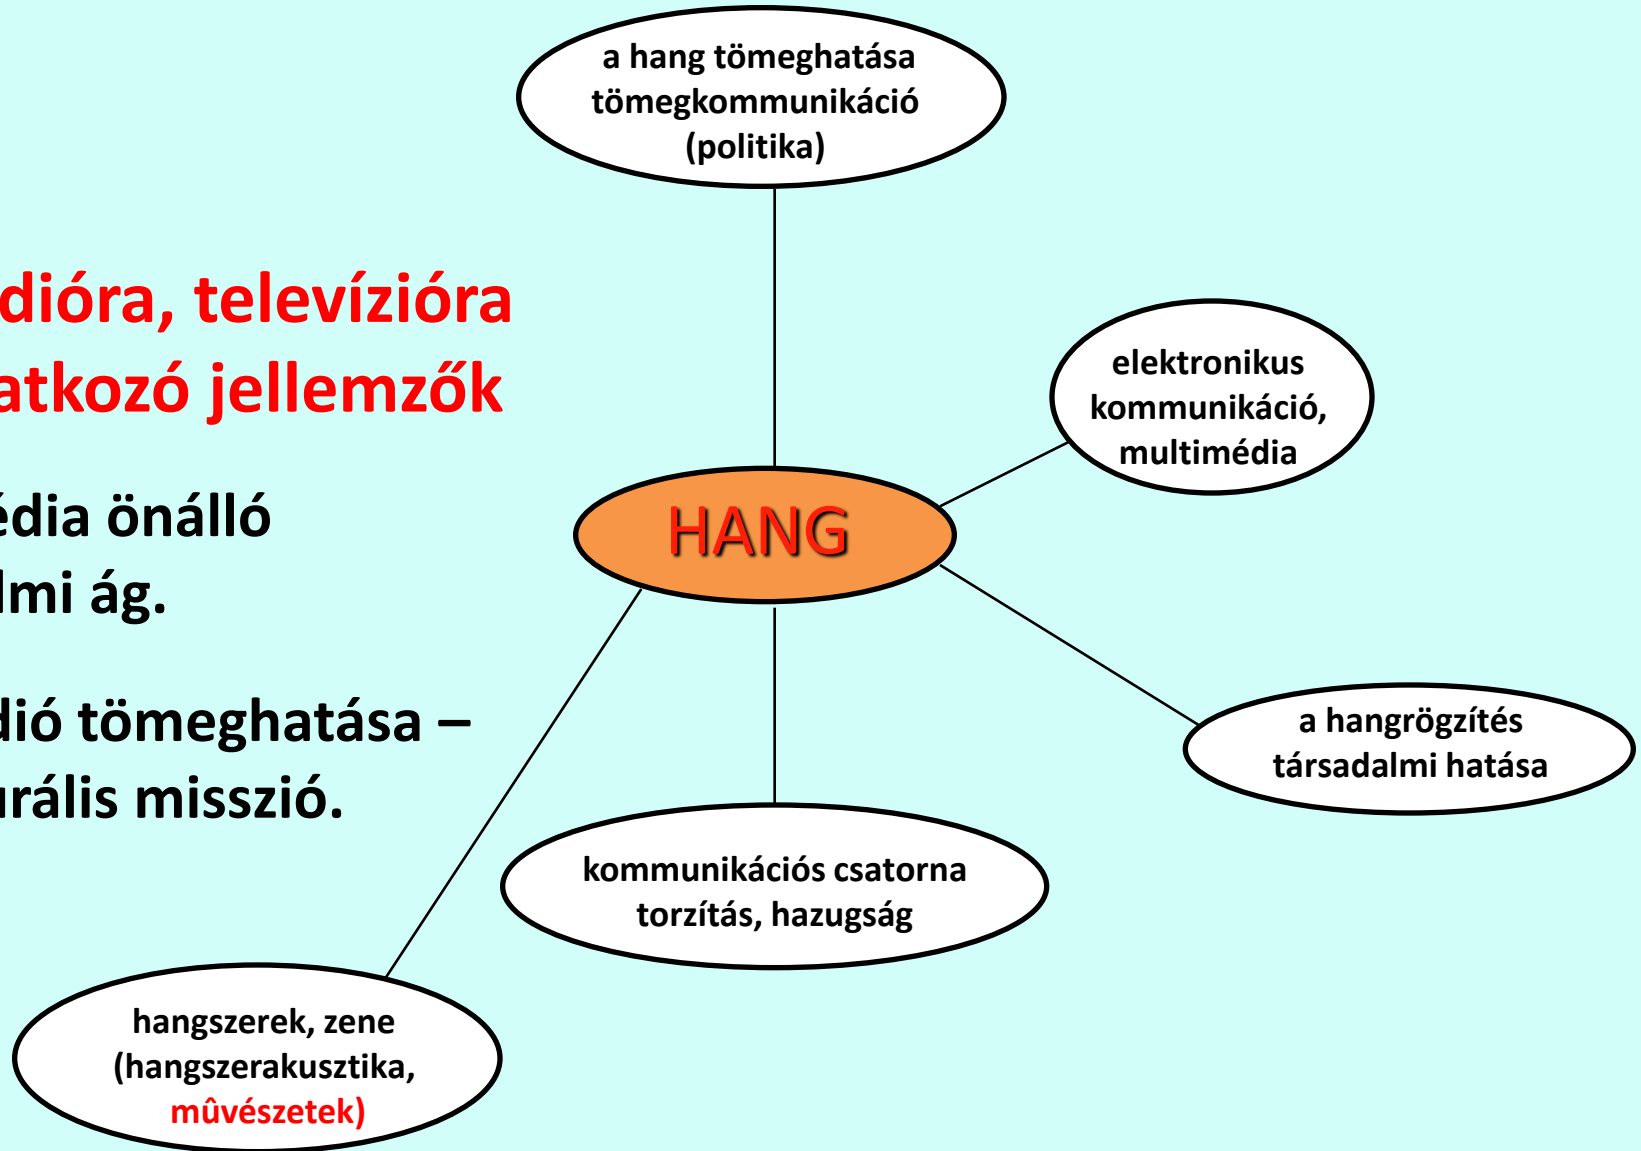 a hang tömeghatása
tömegkommunikáció
(politika)
dióra, televízióra
atkozó jellemzők
édia önálló
lmi ág.
dió tömeghatása –
urális misszió.
elektronikus
kommunikáció,
multimédia
HANG
a hangrögzítés
társadalmi hatása
kommunikációs csatorna
torzítás, hazugság
hangszerek, zene
(hangszerakusztika,
mûvészetek)